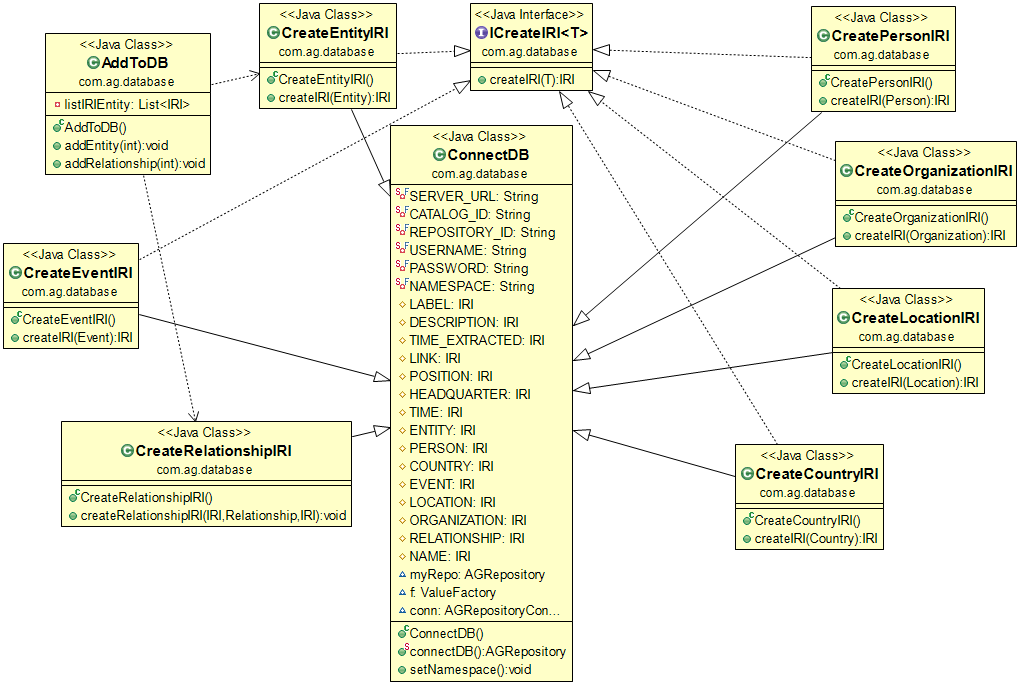 <<Java Class>>
AddToDB
com.ag.database
listIRIEntity: List<IRI>
AddToDB()
addEntity(int):void
addRelationship(int):void
<<Java Class>>
CreateEntityIRI
com.ag.database
CreateEntityIRI()
createIRI(Entity):IRI
<<Java Interface>>
ICreateIRI<T>
com.ag.database
createIRI(T):IRI
<<Java Class>>
CreatePersonIRI
com.ag.database
CreatePersonIRI()
createIRI(Person):IRI
<<Java Class>>
CreateOrganizationIRI
com.ag.database
CreateOrganizationIRI()
createIRI(Organization):IRI
<<Java Class>>
CreateEventIRI
com.ag.database
CreateEventIRI()
createIRI(Event):IRI
<<Java Class>>
ConnectDB
com.ag.database
SERVER_URL: String
CATALOG_ID: String
REPOSITORY_ID: String
USERNAME: String
PASSWORD: String
NAMESPACE: String
LABEL: IRI
DESCRIPTION: IRI
TIME_EXTRACTED: IRI
LINK: IRI
POSITION: IRI
HEADQUARTER: IRI
TIME: IRI
ENTITY: IRI
PERSON: IRI
COUNTRY: IRI
EVENT: IRI
LOCATION: IRI
ORGANIZATION: IRI
RELATIONSHIP: IRI
NAME: IRI
myRepo: AGRepository
f: ValueFactory
conn: AGRepositoryCon...
ConnectDB()
connectDB():AGRepository
setNamespace():void
<<Java Class>>
CreateLocationIRI
com.ag.database
CreateLocationIRI()
createIRI(Location):IRI
<<Java Class>>
CreateRelationshipIRI
com.ag.database
CreateRelationshipIRI()
createRelationshipIRI(IRI,Relationship,IRI):void
<<Java Class>>
CreateCountryIRI
com.ag.database
CreateCountryIRI()
createIRI(Country):IRI